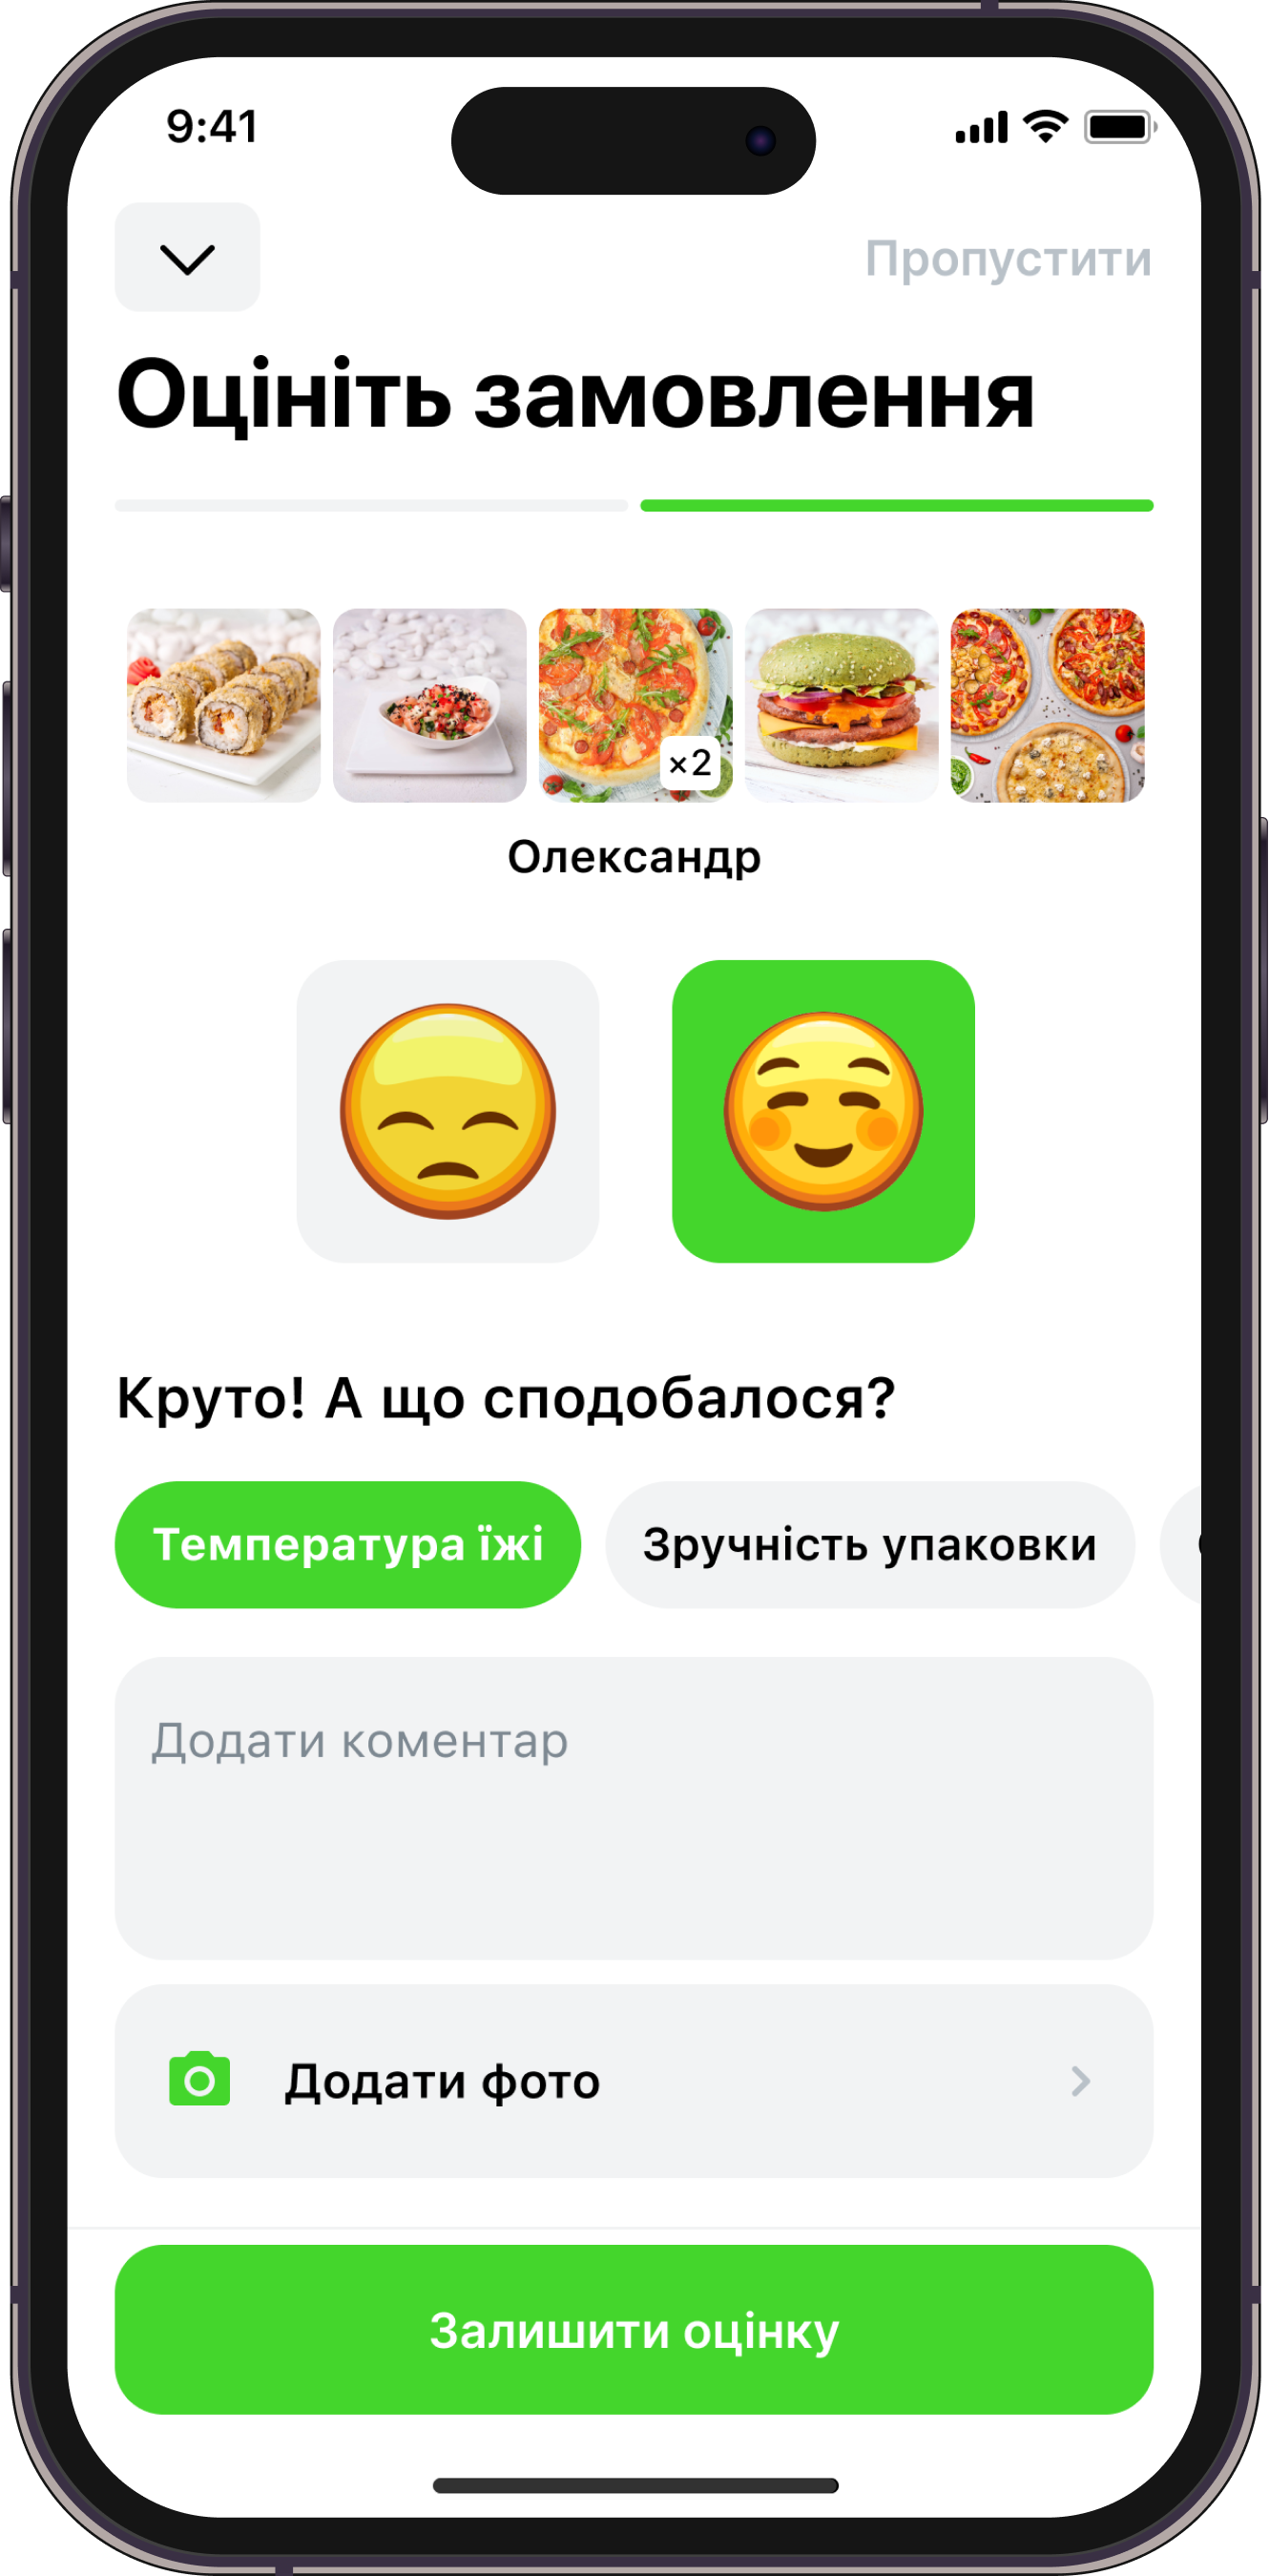 9:41
Пропустити
Оцініть замовлення
×2
Олександр
Круто! А що сподобалося?
Температура їжі
Зручність упаковки
Додати коментар
Додати фото
Залишити оцінку